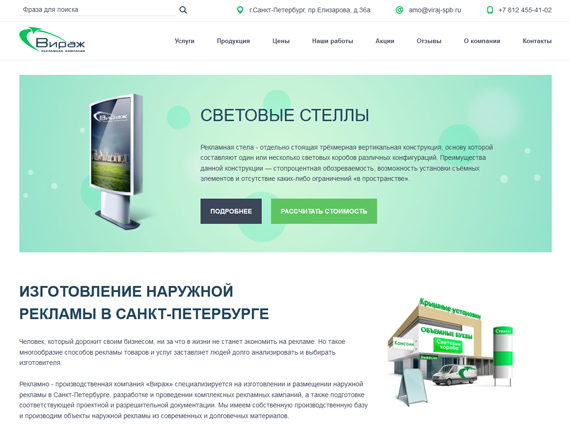 Фраза для поиска
г.Санкт-Петербург, пр.Елизарова, д.36а
amo@viraj-spb.ru
+7 812 455-41-02
Вираж
РЕКЛАМНАЯ КОМПАНИЯ
Услуги
Продукция
Цены
Наши работы
Акции
Отзывы
О компании
Контакты
Вираж
СВЕТОВЫЕ СТЕЛЛЫ
Рекламная стела - отдельно стоящая трёхмерная вертикальная конструкция, основу которой
составляют один или несколько световых коробов различных конфигураций. Преимущества
данной конструкции — стопроцентная обозреваемость, возможность установки съёмных
элементов и отсутствие каких-либо ограничений «в пространстве».
ПОДРОБНЕЕ
РАССЧИТАТЬ СТОИМОСТЬ
ИЗГОТОВЛЕНИЕ НАРУЖНОЙ
РЕКЛАМЫ В САНКТ-ПЕТЕРБУРГЕ
Человек, который дорожит своим бизнесом, ни за что в жизни не станет экономить на рекламе. Но такое
многообразие способов рекламы товаров и услуг заставляет людей долго анализировать и выбирать
изготовителя.
Рекламно - производственная компания «Вираж» специализируется на изготовлении и размещении наружной
рекламы в Санкт-Петербурге, разработке и проведении комплексных рекламных кампаний, а также подготовке
соответствующей проектной и разрешительной документации. Мы имеем собственную производственную базу
и производим объекты наружной рекламы из современных и долговечных материалов.
Крышные установки
ОБЪЕМНЫЕ БУКВЫ
Световые
короба
Стеллы